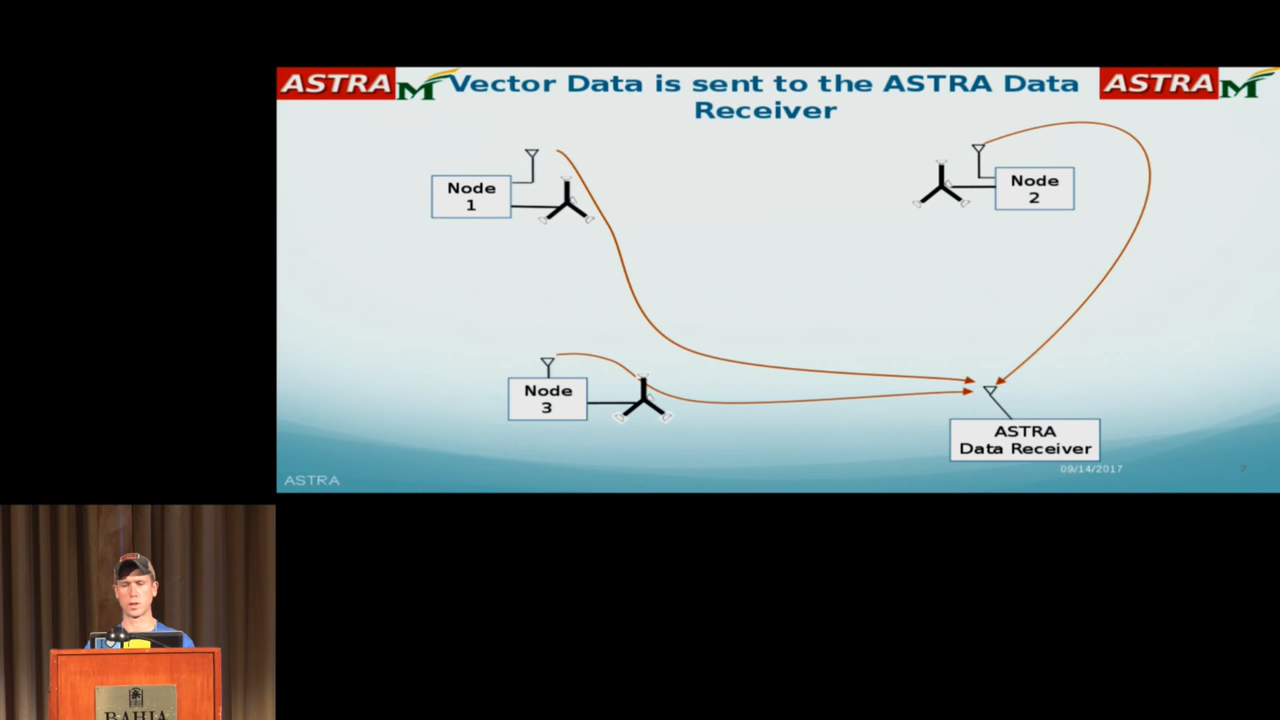 ASTRA M Vector Data is sent to the ASTRA Data ASTRA M
Receiver
Node
1
Node
2
Node
3
ASTRA
Data Receiver
09/14/2017
7
ASTRA
BAHIA